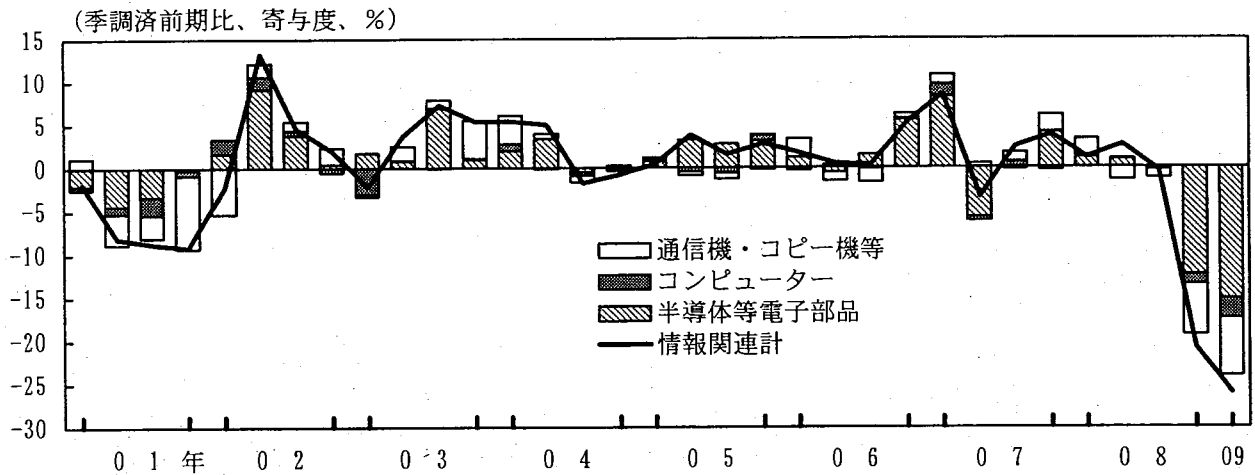 (季調済前期比、寄与度、％)
15
10
5
0
-5
-10
-15
-20
-25
-30
通信機・コピー機等
コンピューター
半導体等電子部品
情報関連計
01年 02 03 04 05 06 07 08 09